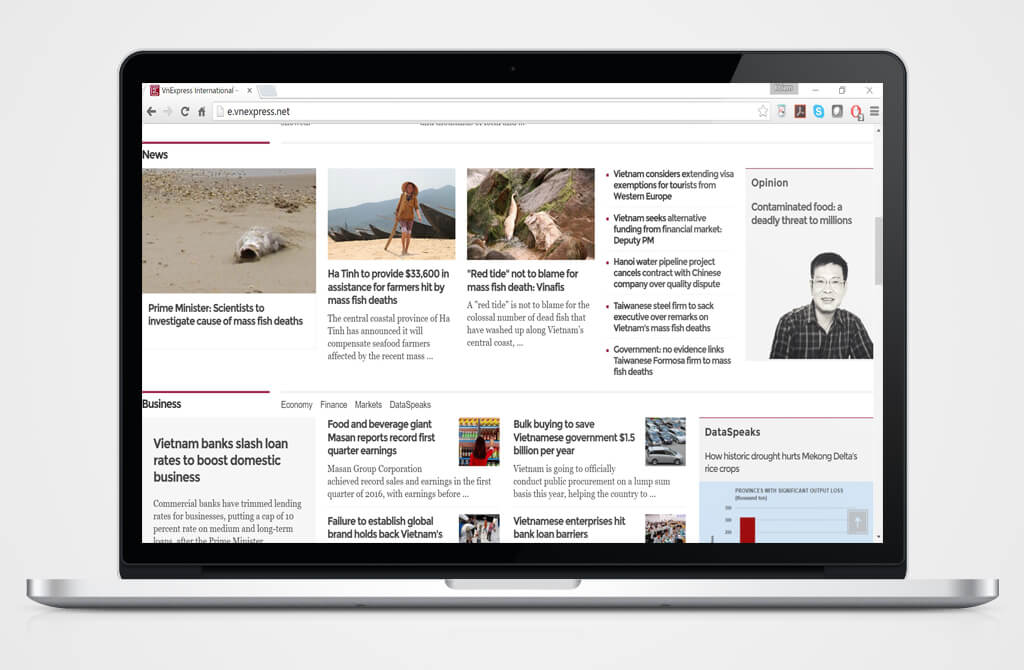 VnExpress International -
e.vnexpress.net
News
Prime Minister: Scientists to
investigate cause of mass fish deaths
Ha Tinh to provide $33,600 in
assistance for farmers hit by
mass fish deaths
The central coastal province of Ha
Tinh has announced it will
compensate seafood farmers
affected by the recent mass ...
"Red tide" not to blame for
mass fish death: Vinafis
A "red tide" is not to blame for the
colossal number of dead fish that
have washed up along Vietnam's
central coast, ...
Vietnam considers extending visa
exemptions for tourists from
Western Europe
Vietnam seeks alternative
funding from financial market:
Deputy PM
Hanoi water pipeline project
cancels contract with Chinese
company over quality dispute
Taiwanese steel firm to sack
executive over remarks on
Vietnam's mass fish deaths
Government: no evidence links
Taiwanese Formosa firm to mass
fish deaths
Opinion
Contaminated food: a
deadly threat to millions
Business
Economy Finance Markets DataSpeaks
Vietnam banks slash loan
rates to boost domestic
business
Commercial banks have trimmed lending
rates for businesses, putting a cap of 10
percent rate on medium and long-term
loans, after the Prime Minister
Food and beverage giant
Masan reports record first
quarter earnings
Masan Group Corporation
achieved record sales and earnings in the first
quarter of 2016, with earnings before ...
Bulk buying to save
Vietnamese government $1.5
billion per year
Vietnam is going to officially
conduct public procurement on a lump sum
basis this year, helping the country to ...
Failure to establish global
brand holds back Vietnam's
Vietnamese enterprises hit
bank loan barriers
DataSpeaks
How historic drought hurts Mekong Delta's
rice crops
PROVINCES WITH SIGNIFICANT OUTPUT LOSS
(thousand ton)